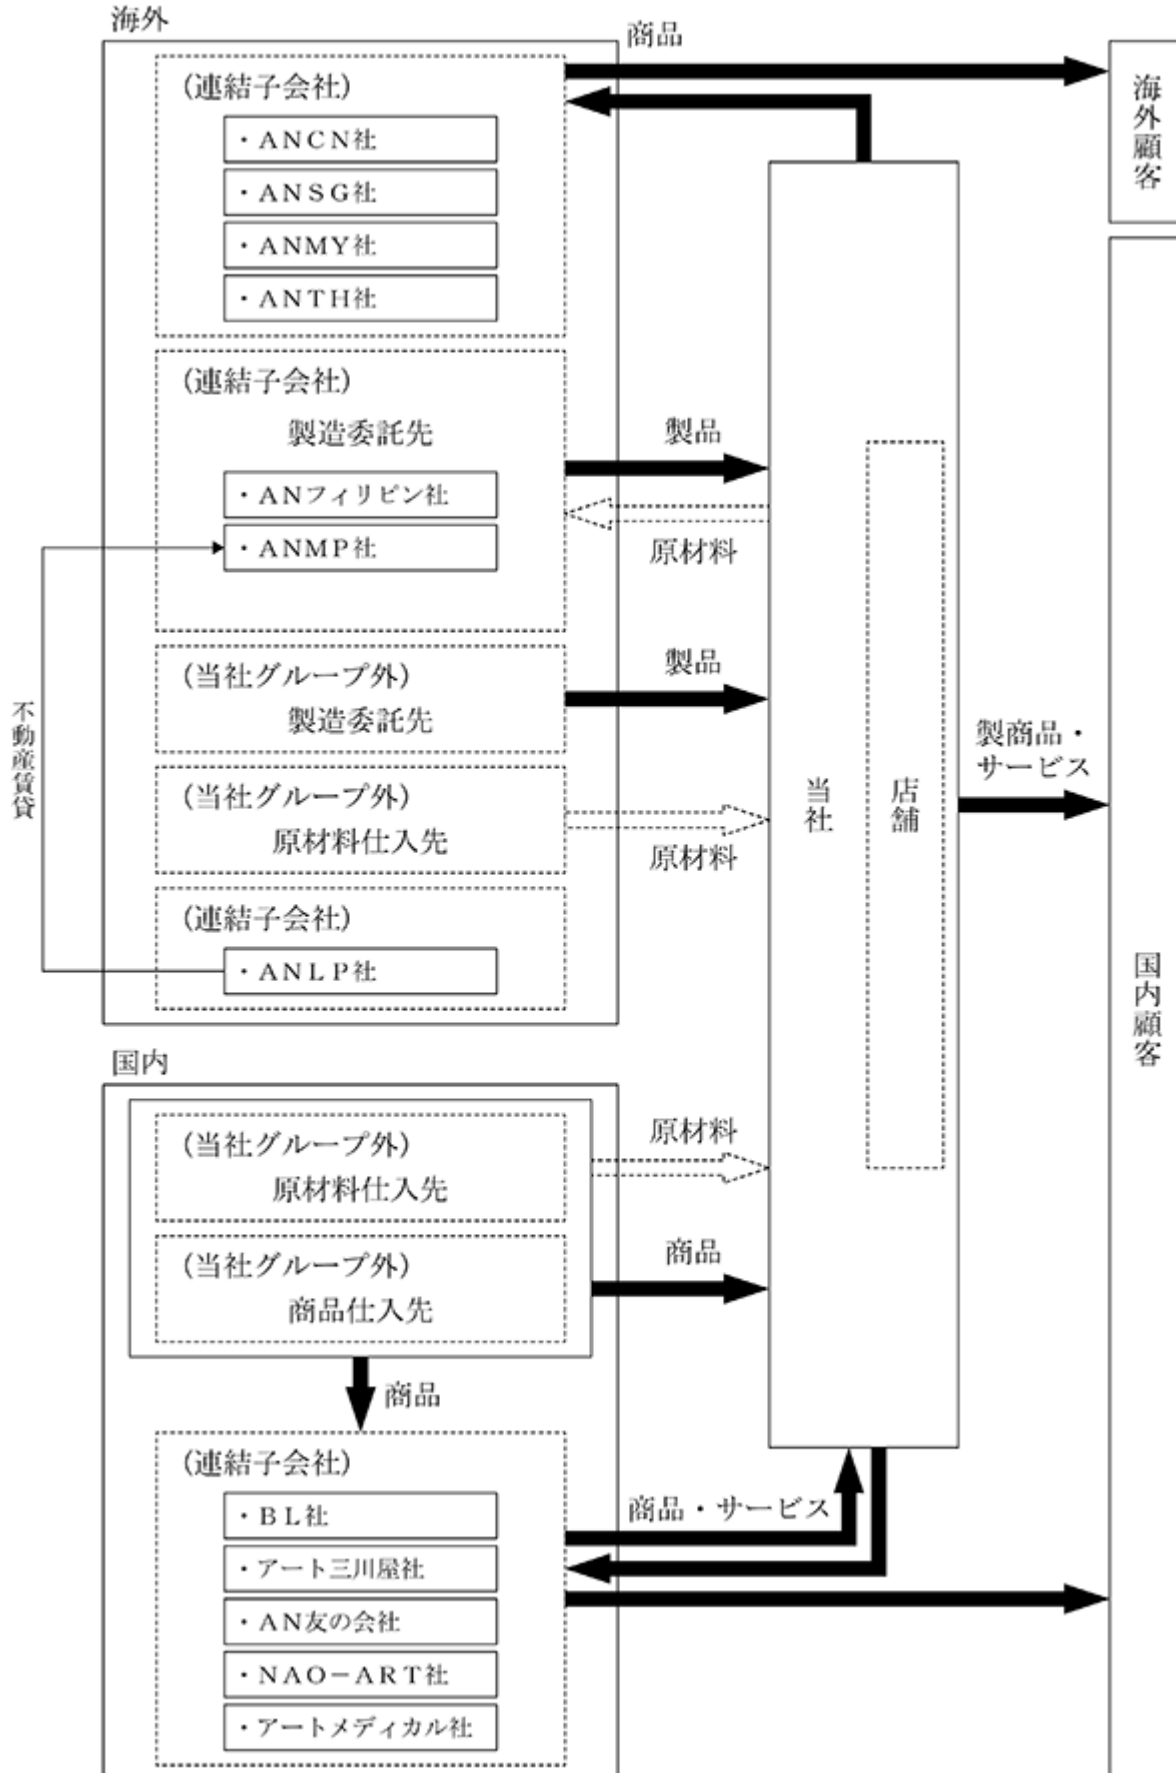 海外
商品
(連結子会社)
・ANCN社
・ANSG社
・ANMY社
・ANTH社
海外顧客
(連結子会社)
製造委託先
・ANフィリピン社
・ANMP社
製品
原材料
(当社グループ外)
製造委託先
製品
不動産賃貸
(当社グループ外)
原材料仕入先
原材料
(連結子会社)
・ANLP社
当社
店舗
製商品・
サービス
国内顧客
国内
(当社グループ外)
原材料仕入先
原材料
(当社グループ外)
商品仕入先
商品
商品
(連結子会社)
・BL社
・アート三川屋社
・AN友の会社
・NAO－ART社
・アートメディカル社
商品・サービス